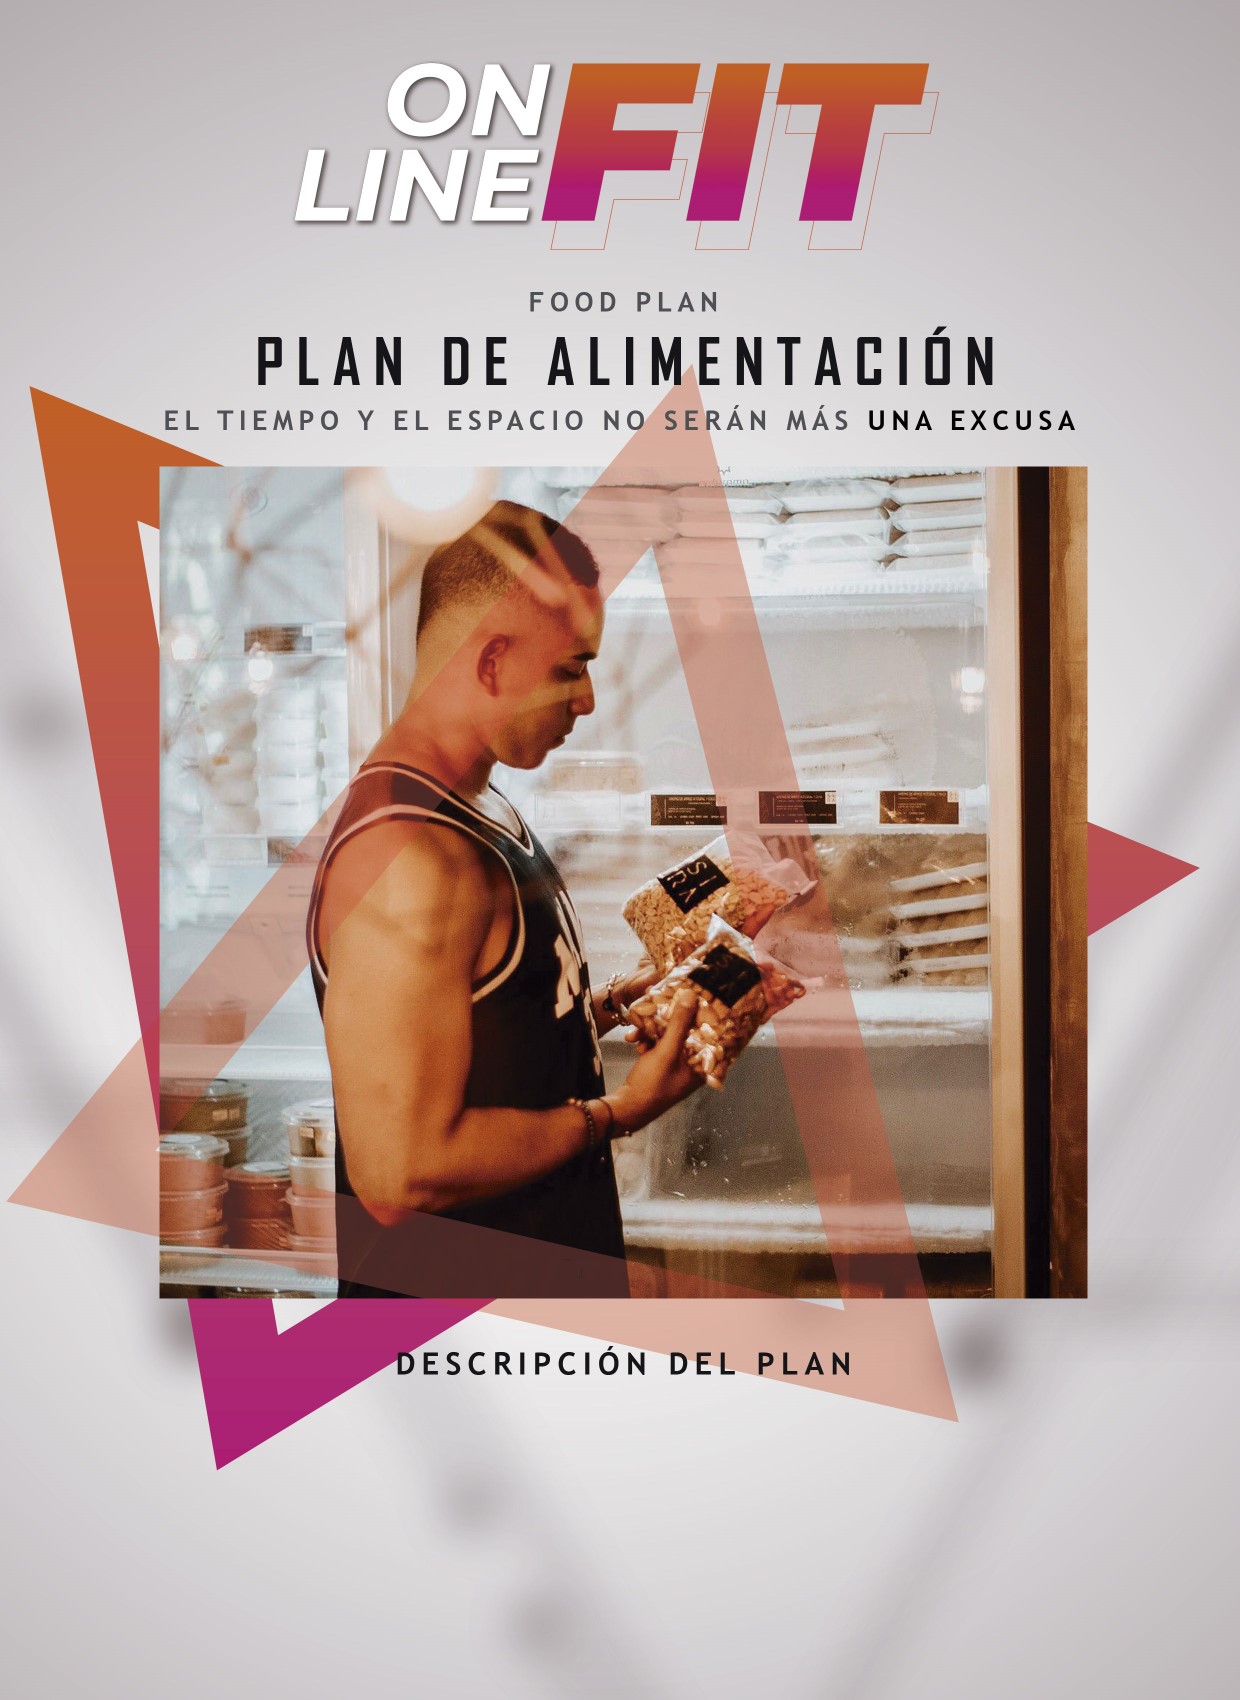 ON
LINE
FIT
FOOD PLAN
PLAN DE ALIMENTACIÓN
EL TIEMPO Y EL ESPACIO NO SERÁN MÁS UNA EXCUSA
DESCRIPCIÓN DEL PLAN